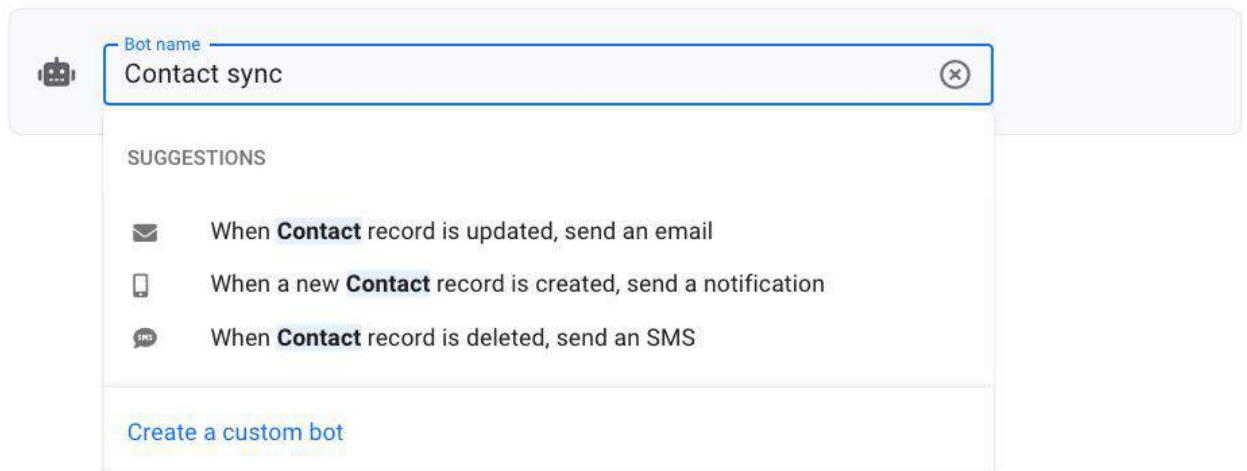 Bot name
Contact sync
SUGGESTIONS
When Contact record is updated, send an email
When a new Contact record is created, send a notification
SMS When Contact record is deleted, send an SMS
Create a custom bot